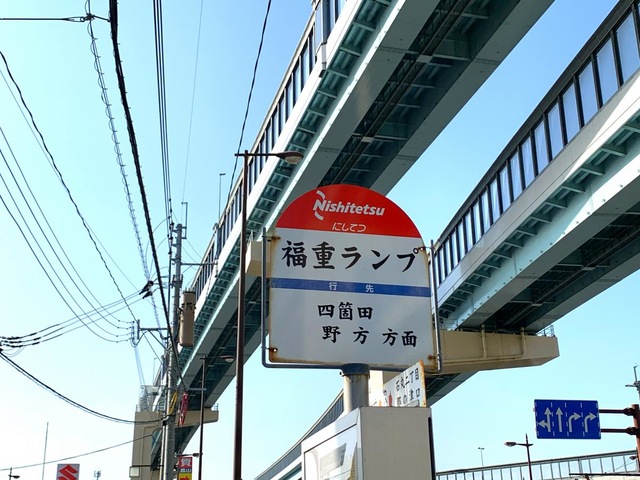 Nishitetsu
にしてつ
福重ランプ
行先
四箇田
野方 方面